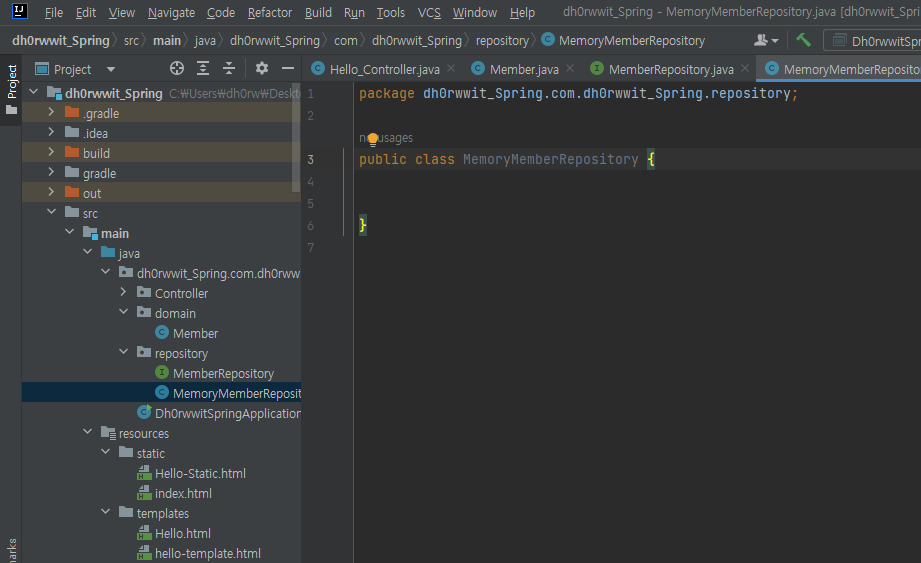 IJ File Edit View Navigate Code Refactor Build Run Tools VCS Window Help dh0rwwit_Spring – MemoryMemberRepository.java [dh0rwwit_Spring
dh0rwwit_Spring src main java dh0rwwit_Spring com dh0rwwit_Spring repository C MemoryMemberRepository Dh0rwwitSpr
Project
Project
C Hello_Controller.java C Member.java I MemberRepository.java C MemoryMemberReposito
dh0rwwit_Spring C:₩Users₩dh0rw₩Deskt
.gradle
.idea
build
gradle
out
src
main
java
dh0rwwit_Spring.com.dh0rww
Controller
domain
C Member
repository
I MemberRepository
C MemoryMemberReposit
C Dh0rwwitSpringApplication
resources
static
H Hello-Static.html
H index.html
templates
H Hello.html
H hello-template.html
1 package dh0rwwit_Spring.com.dh0rwwit_Spring.repository;
2
usages
3 public class MemoryMemberRepository {
4
5
6 }
7
marks